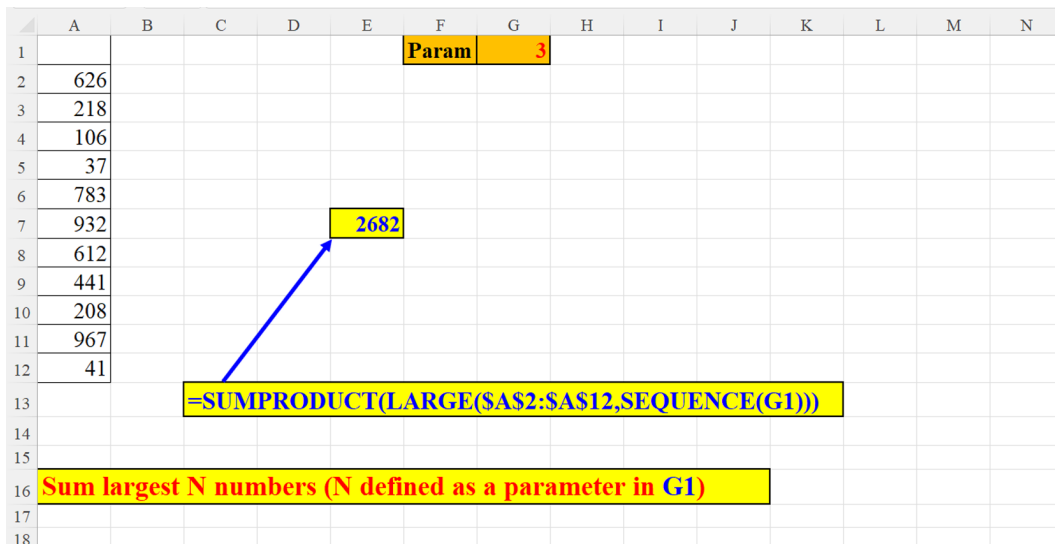 A B C D E F G H I J K L M N
1 Param 3
2 626
3 218
4 106
5 37
6 783
7 932 2682
8 612
9 441
10 208
11 967
12 41
13 =SUMPRODUCT(LARGE($A$2:$A$12,SEQUENCE(G1)))
14
15
16 Sum largest N numbers (N defined as a parameter in G1)
17
18